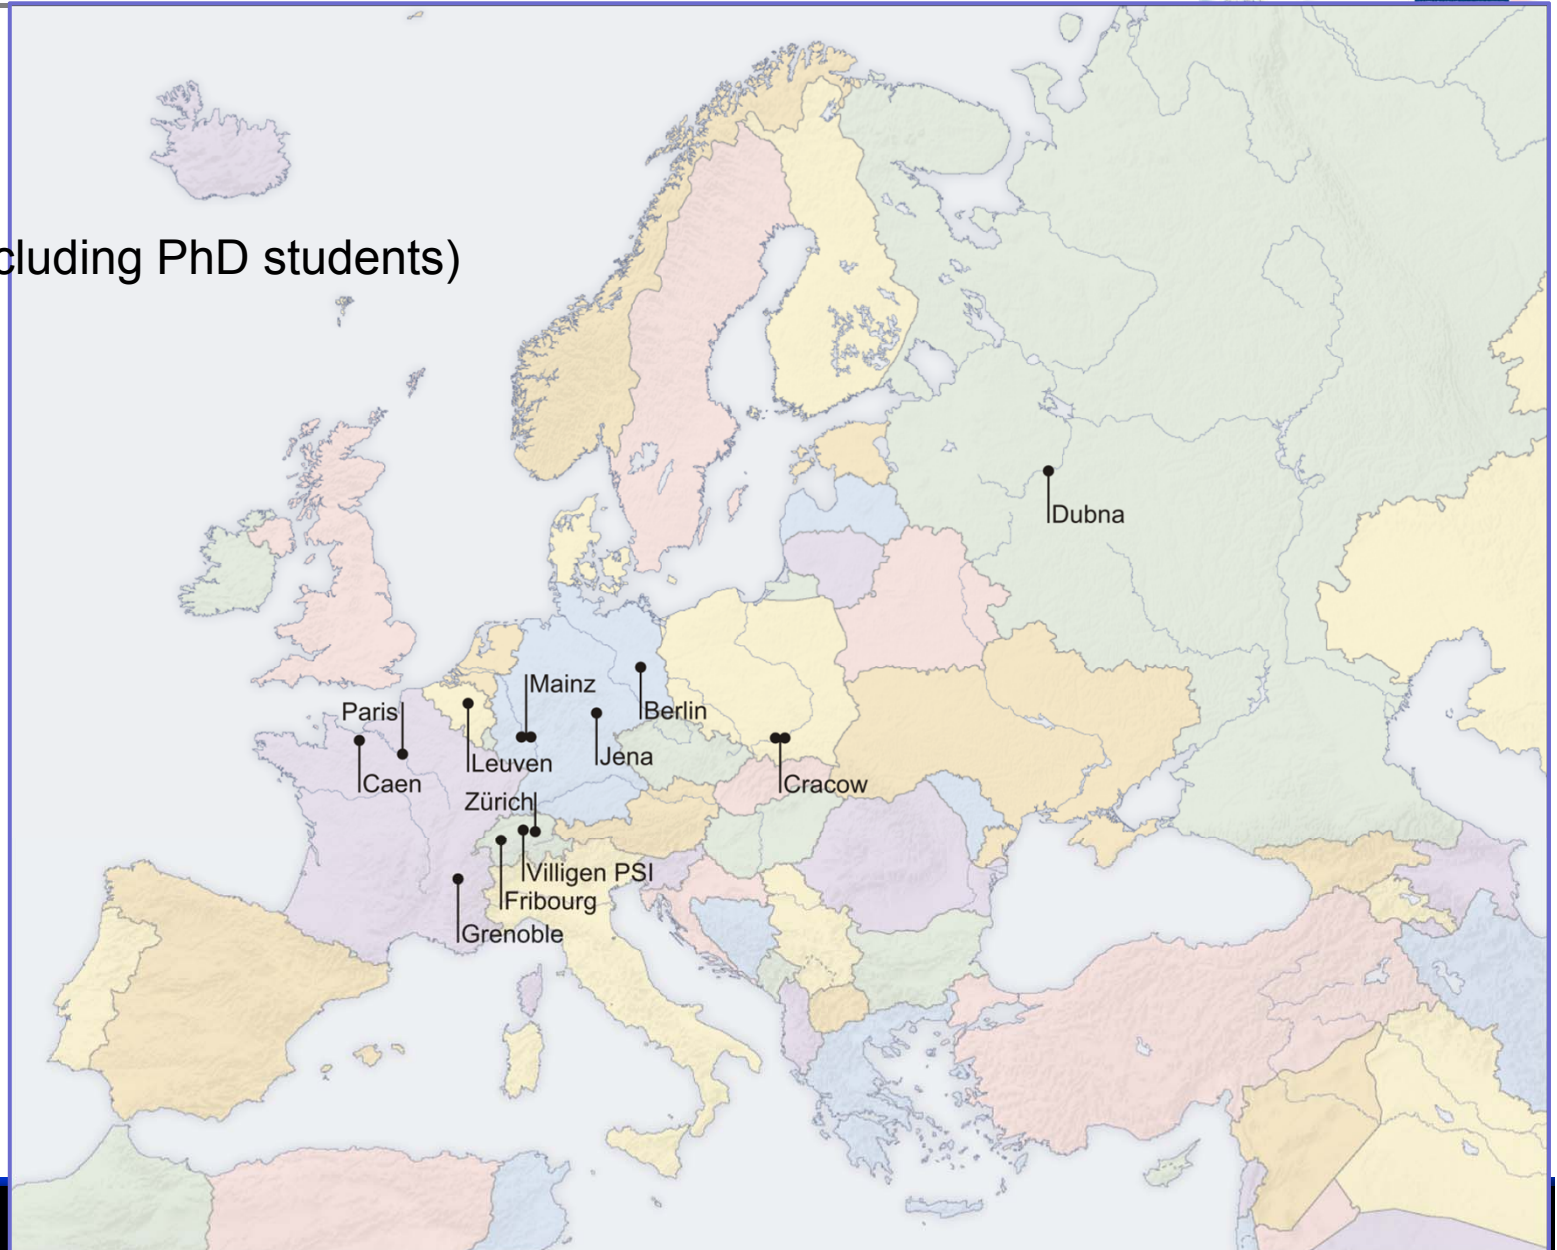 cluding PhD students)
Dubna
Mainz
Paris
Berlin
Leuven
Jena
Caen
Cracow
Zürich
Villigen PSI
Fribourg
Grenoble